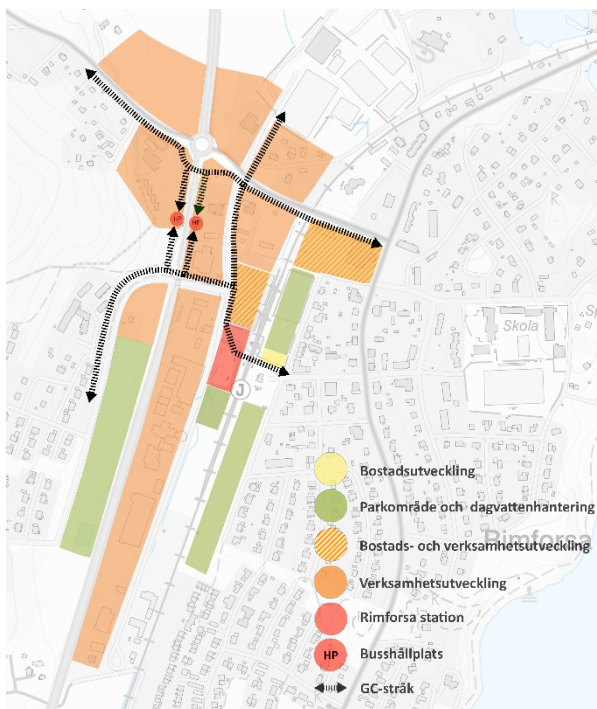 HP
HP
Skola
J
Bostadsutveckling
Parkområde och dagvattenhantering
Bostads- och verksamhetsutveckling
Rimforsa
Verksamhetsutveckling
Rimforsa station
HP Busshållplats
GC-stråk